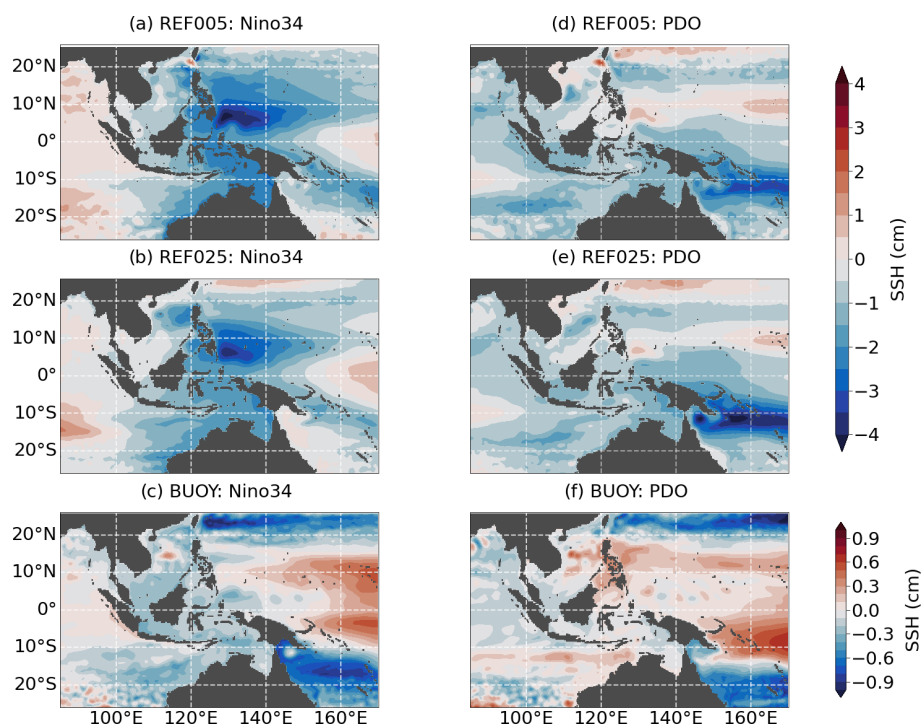 (a) REF005: Nino34
(d) REF005: PDO
20°N
10°N
0°
10°S
20°S
(b) REF025: Nino34
(e) REF025: PDO
20°N
10°N
0°
10°S
20°S
(c) BUOY: Nino34
(f) BUOY: PDO
20°N
10°N
0°
10°S
20°S
100°E 120°E 140°E 160°E
100°E 120°E 140°E 160°E
4
3
2
1
0
−1
−2
−3
−4
SSH (cm)
0.9
0.6
0.3
0.0
−0.3
−0.6
−0.9
SSH (cm)